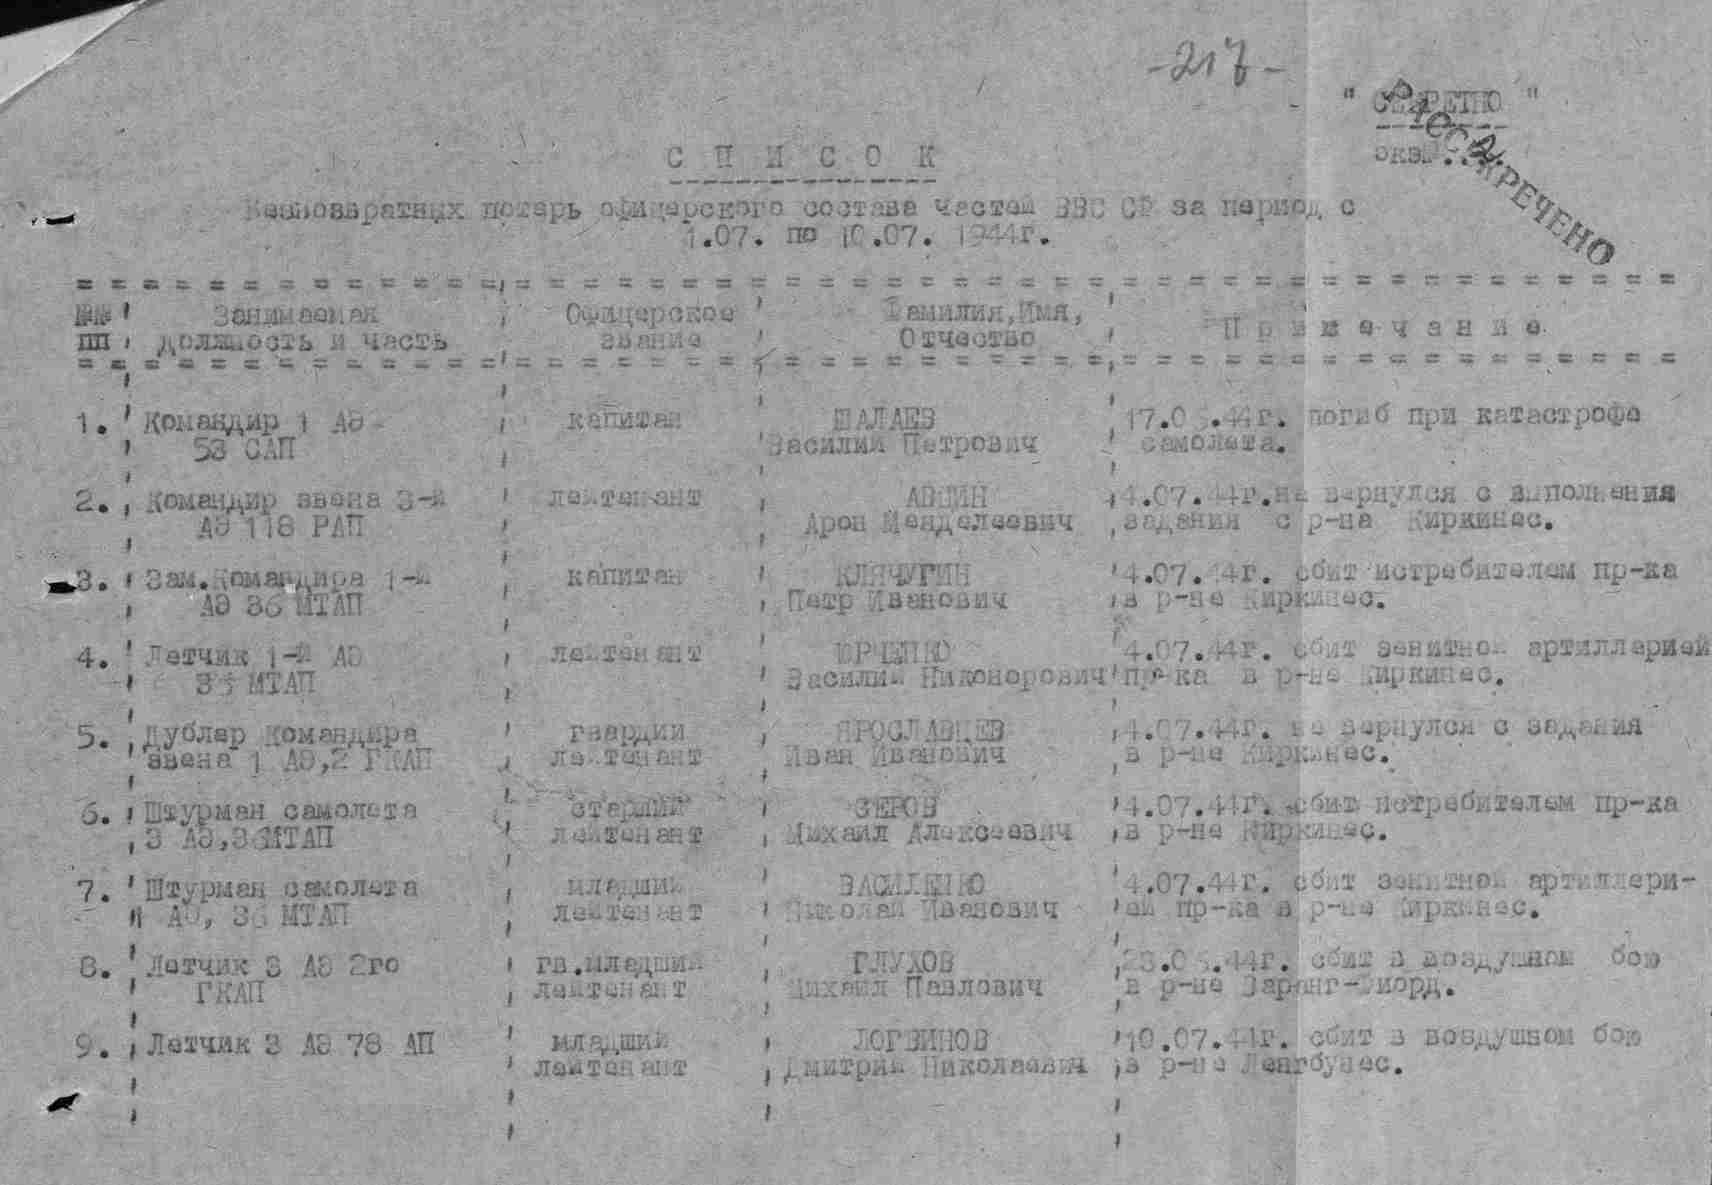 -217-
" СЕКРЕТНО "
РАССЕКРЕЧЕНО
экз
С П И С О К
безвозвратных потерь офицерского состава частей ВВС СФ за период с
1.07. по 10.07. 1944г.
№№ Занимаемая Офицерское Фамилия,Имя, Примечание
пп должность и часть звание Отчество
1. Командир 1 АЭ капитан ШАЛАЕВ 17.0 .44г. погиб при катастрофе
53 САП Василий Петрович самолета.
2. Командир звена 3-й лейтенант АВЦИН 4.07.44г.не вернулся с выполнения
АЭ 118 РАП Арон Менделеевич задания с р-на Киркинес.
3. Зам.Командира 1-й капитан КЛЯЧУГИН 4.07.44г. сбит истребителем пр-ка
АЭ 36 МТАП Петр Иванович в р-не Киркинес.
4. Летчик 1-й АЭ лейтенант ЮРЧЕНКО 4.07.44г. сбит зенитной артиллерией
36 МТАП Василий Никонорович пр-ка в р-не Киркинес.
5. Дублер командира гвардии ЯРОСЛАВЦЕВ 4.07.44г. не вернулся с задания
звена 1 АЭ,2 ГКАП лейтенант Иван Иванович в р-не Киркинес.
6. Штурман самолета старший СЕРОВ 4.07.44г. сбит истребителем пр-ка
3 АЭ,36МТАП лейтенант Михаил Алексеевич в р-не Киркинес.
7. Штурман самолета младший ВАСИЛЕНКО 4.07.44г. сбит зенитной артиллери-
1 АЭ, 36 МТАП лейтенант Николай Иванович ей пр-ка в р-не Киркинес.
8. Летчик 3 АЭ 2го гв.младший ГЛУХОВ 28.0 .44г. сбит в воздушном бою
ГКАП лейтенант Михаил Павлович в р-не Варанг-Фиорд.
9. Летчик 3 АЭ 78 АП младший ЛОГВИНОВ 10.07.44г. сбит в воздушном бою
лейтенант Дмитрий Николаевич в р-не Ленгбунес.